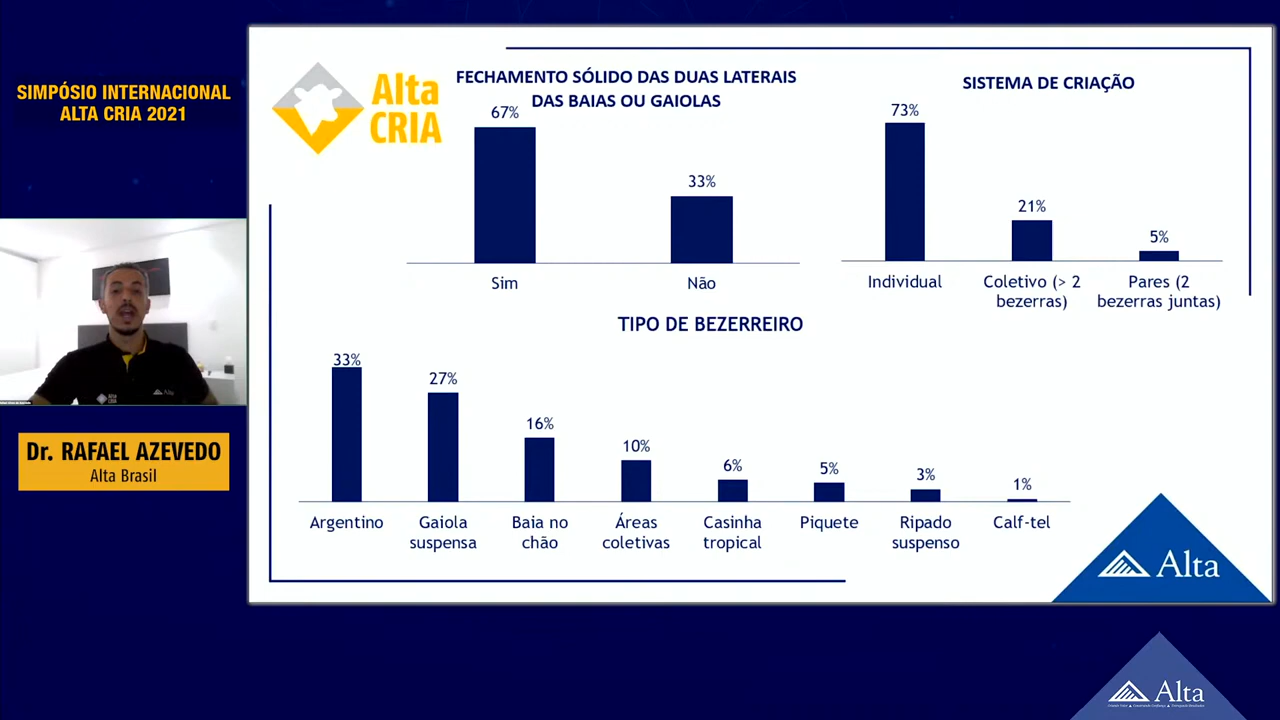 SIMPÓSIO INTERNACIONAL
ALTA CRIA 2021
Dr. RAFAEL AZEVEDO
Alta Brasil
Alta
CRIA
FECHAMENTO SÓLIDO DAS DUAS LATERAIS
DAS BAIAS OU GAIOLAS
67%
33%
Sim
Não
SISTEMA DE CRIAÇÃO
73%
21%
5%
Individual
Coletivo (> 2
bezerras)
Pares (2
bezerras juntas)
TIPO DE BEZERREIRO
33%
27%
16%
10%
6%
5%
3%
1%
Argentino
Gaiola
suspensa
Baia no
chão
Áreas
coletivas
Casinha
tropical
Piquete
Ripado
suspenso
Calf-tel
Alta
Alta
Alta